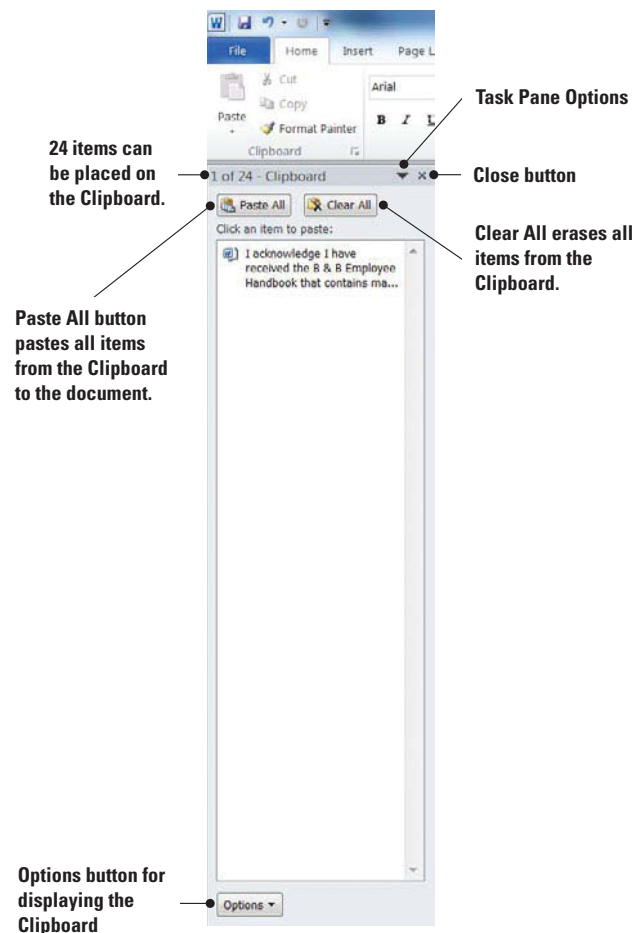 W
File Home Insert Page L
Cut
Copy
Paste
Format Painter
Clipboard
Arial
B I U
Task Pane Options
24 items can
be placed on
the Clipboard.
1 of 24 - Clipboard
Close button
Paste All Clear All
Click an item to paste:
Clear All erases all
items from the
Clipboard.
I acknowledge I have
received the B & B Employee
Handbook that contains ma...
Paste All button
pastes all items
from the Clipboard
to the document.
Options button for
displaying the
Clipboard
Options